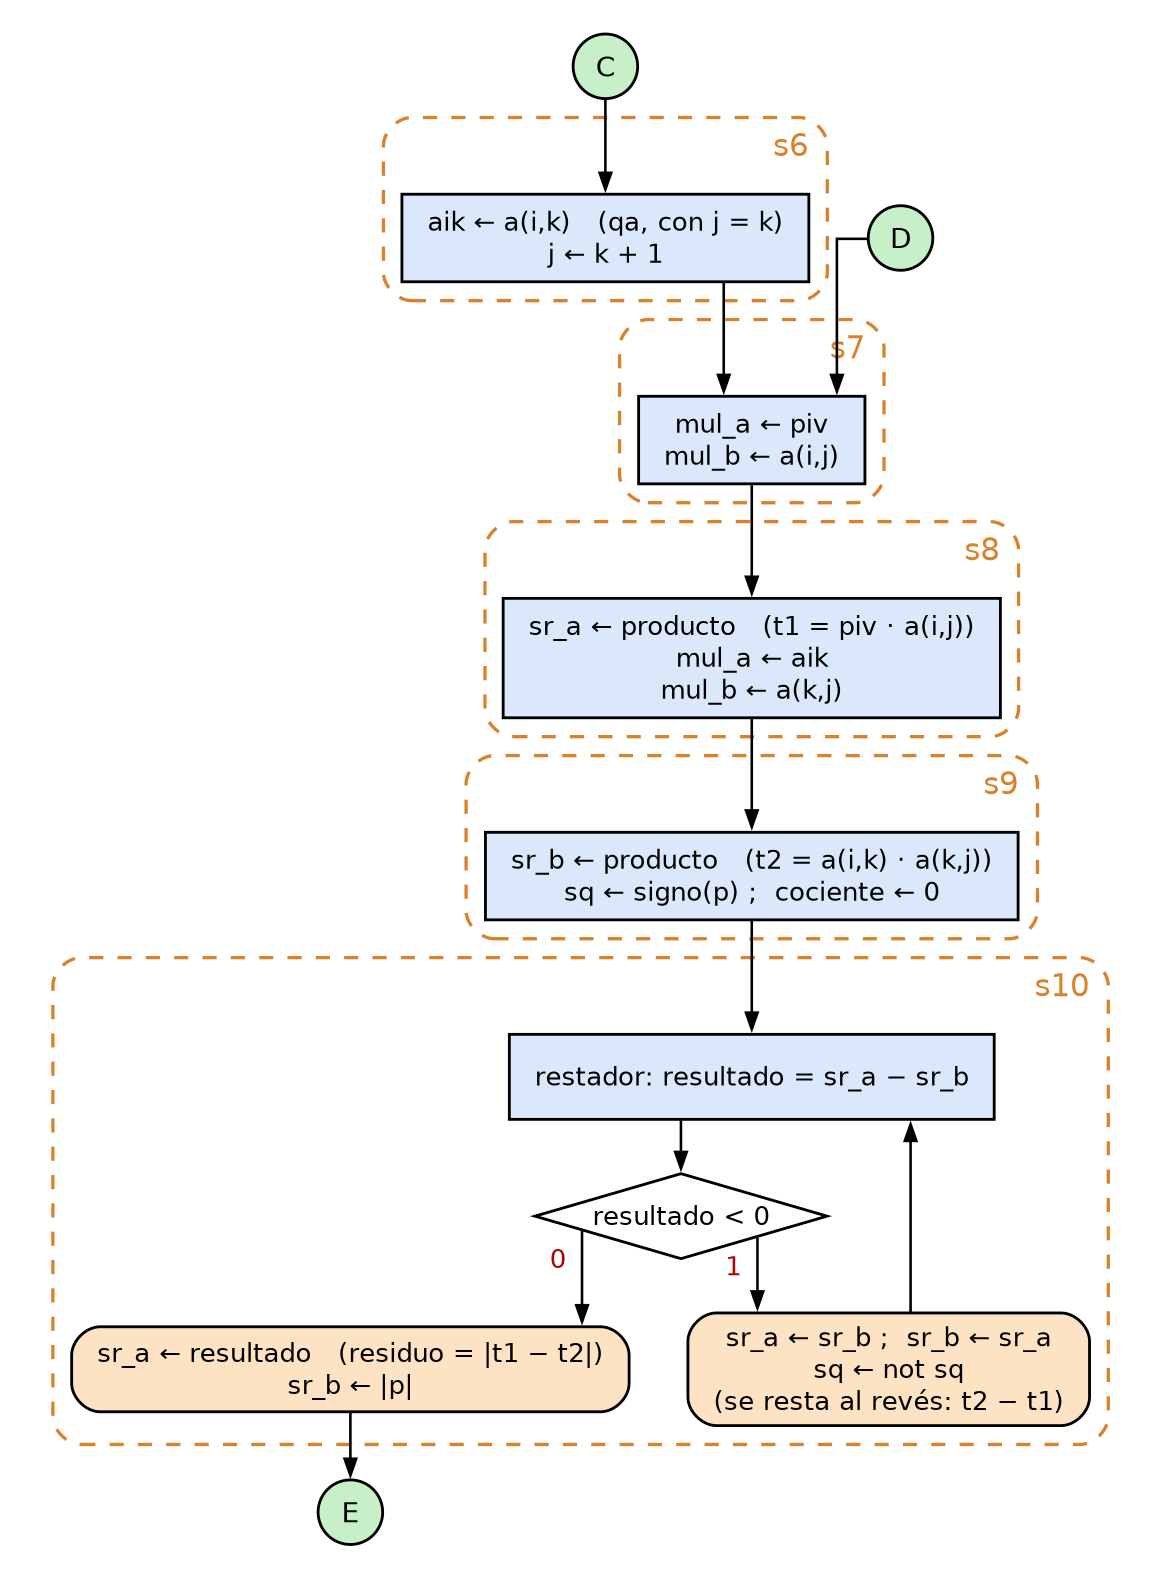 C
s6
aik ← a(i,k)   (qa, con j = k)
j ← k + 1
D
s7
mul_a ← piv
mul_b ← a(i,j)
s8
sr_a ← producto   (t1 = piv · a(i,j))
mul_a ← aik
mul_b ← a(k,j)
s9
sr_b ← producto   (t2 = a(i,k) · a(k,j))
sq ← signo(p) ;  cociente ← 0
s10
restador: resultado = sr_a − sr_b
resultado < 0
0
1
sr_a ← resultado   (residuo = |t1 − t2|)
sr_b ← |p|
sr_a ← sr_b ;  sr_b ← sr_a
sq ← not sq
(se resta al revés: t2 − t1)
E